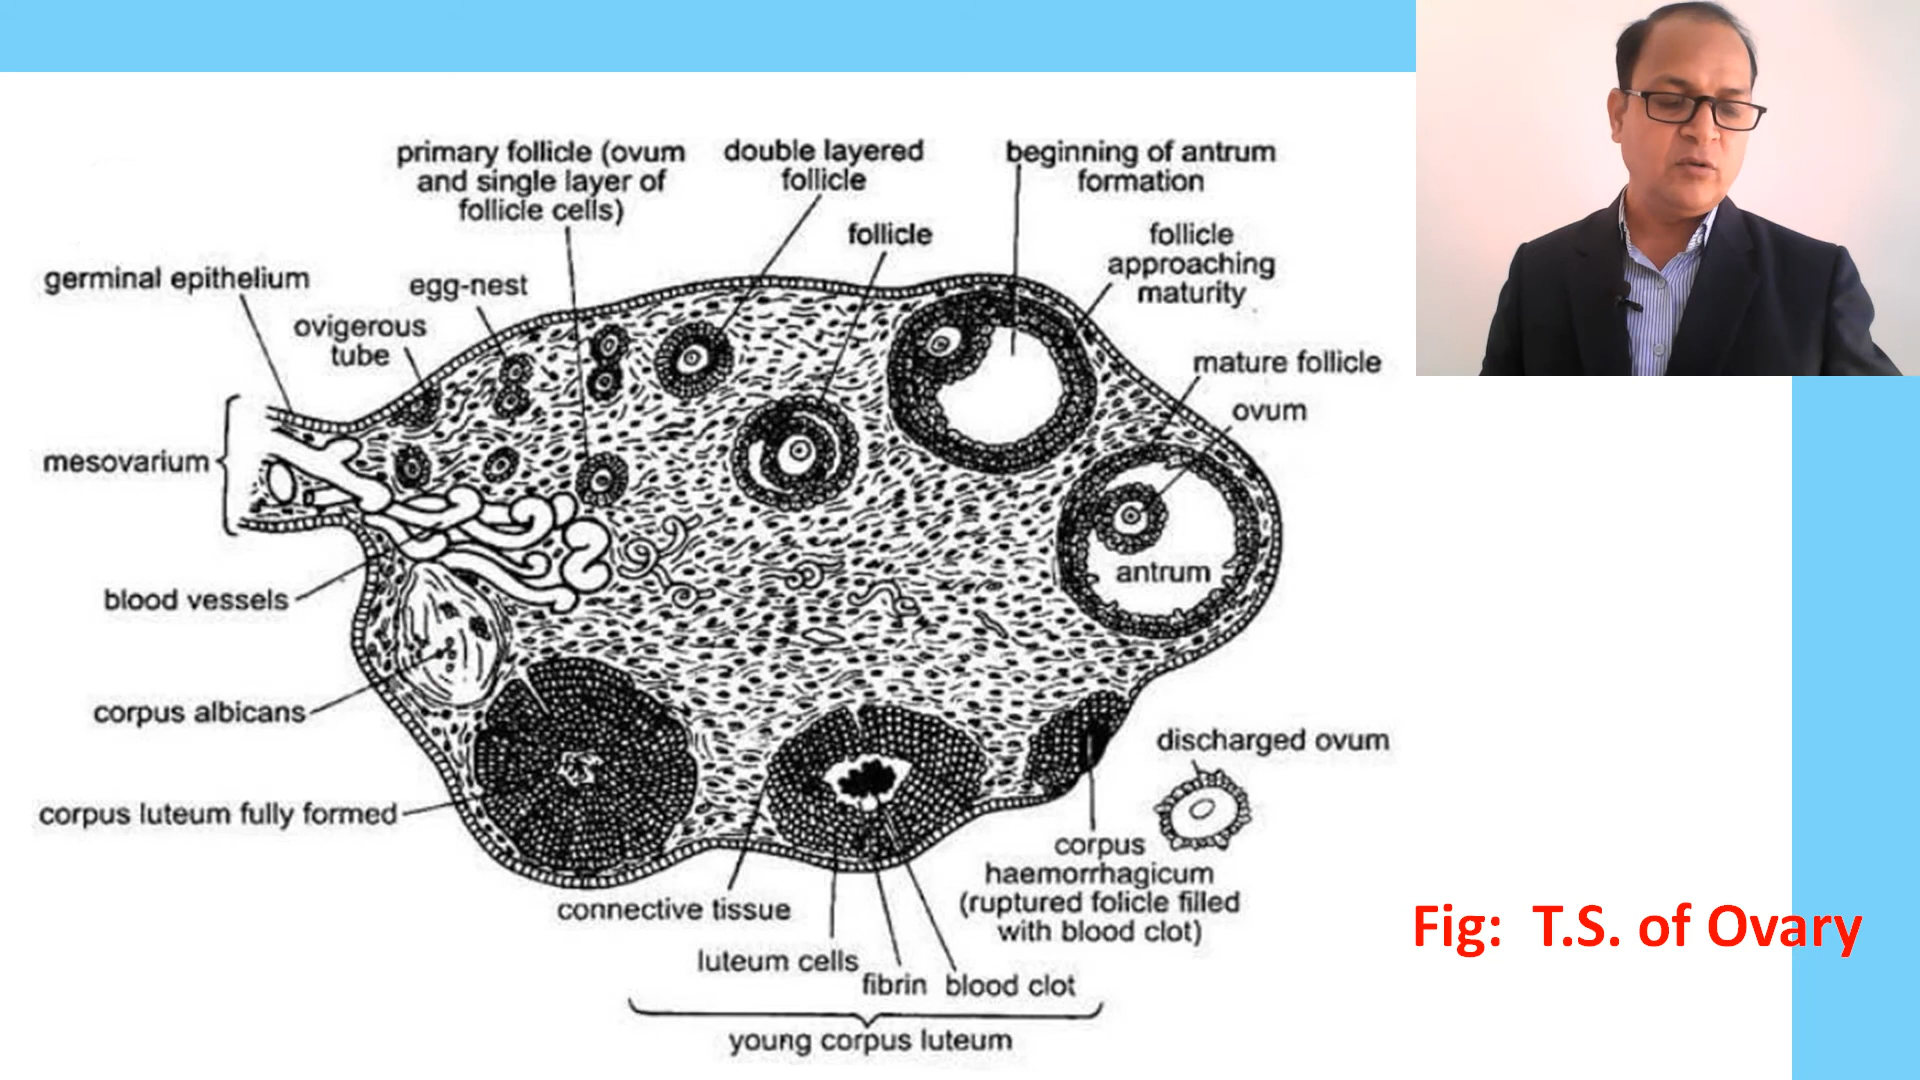 primary follicle (ovum
and single layer of
follicle cells)
double layered
follicle
beginning of antrum
formation
follicle
follicle
approaching
maturity
germinal epithelium
egg-nest
ovigerous
tube
mature follicle
ovum
mesovarium
antrum
blood vessels
corpus albicans
discharged ovum
corpus luteum fully formed
corpus
haemorrhagicum
(ruptured folicle filled
with blood clot)
connective tissue
luteum cells
fibrin
blood clot
young corpus luteum
Fig: T.S. of Ovary